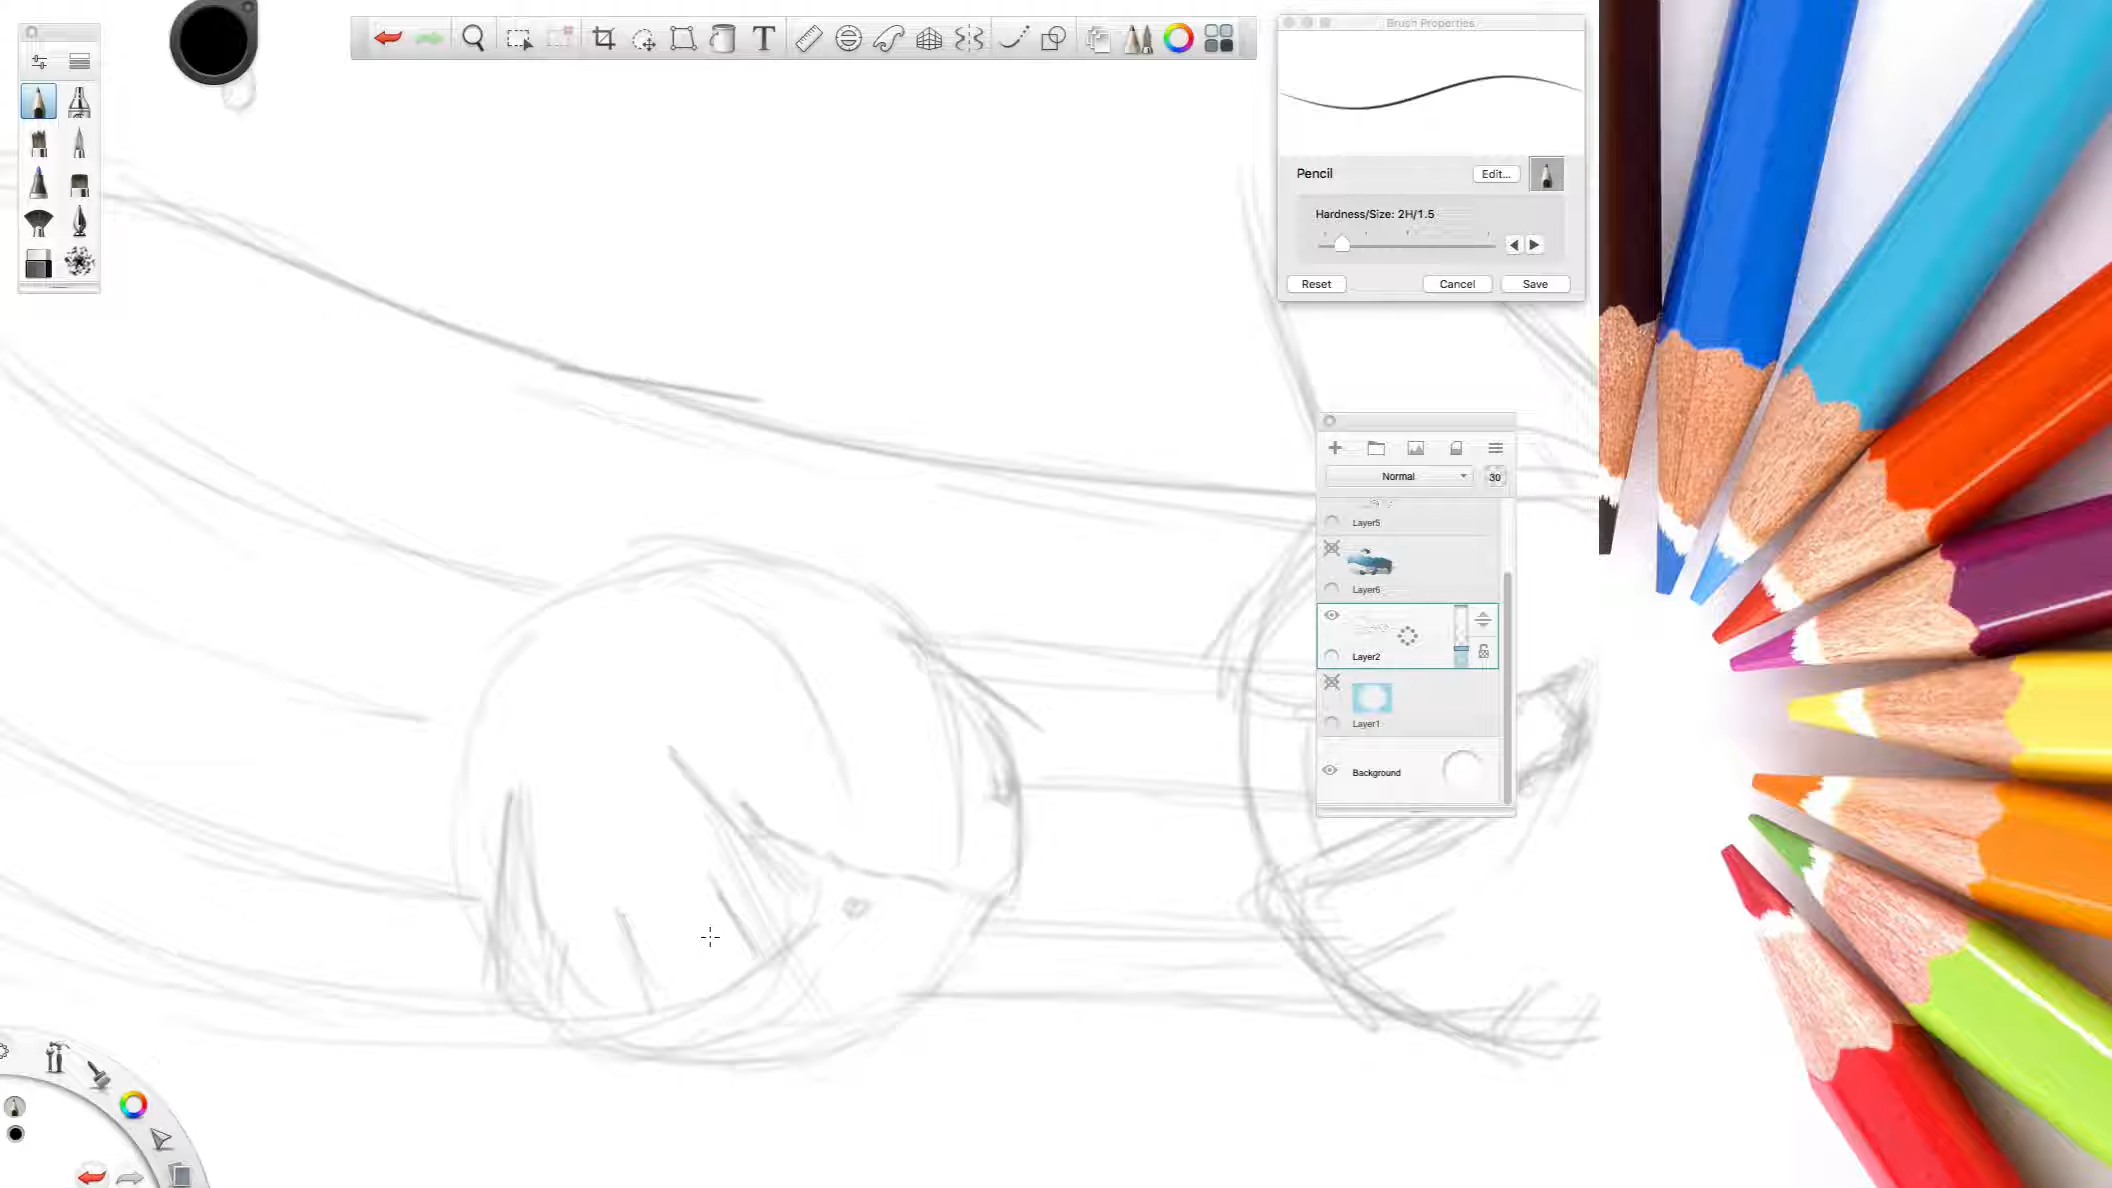 T
Brush Properties
Pencil
Edit...
Hardness/Size: 2H/1.5
Reset
Cancel
Save
Normal
30
Layer5
Layer6
Layer2
Layer1
Background